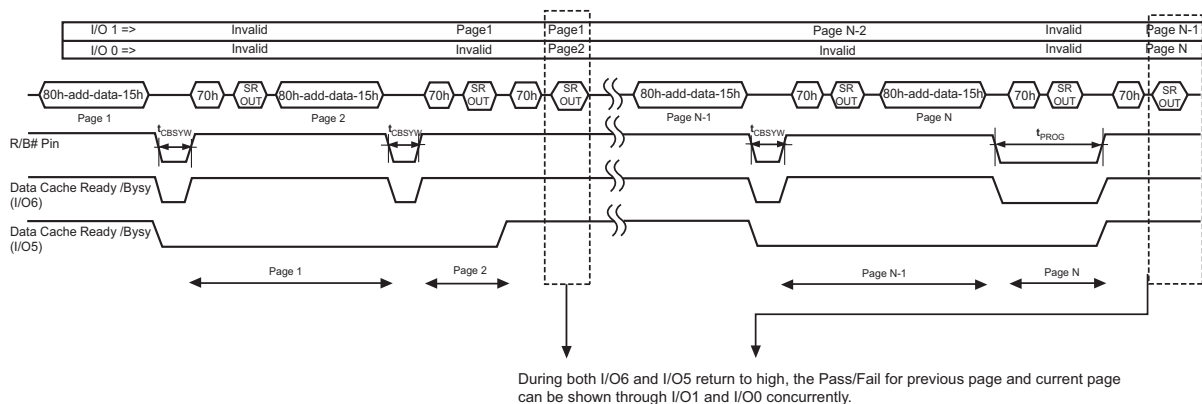 I/O 1 => Invalid Page1 Page1 Page N-2 Invalid Page N-1
I/O 0 => Invalid Invalid Page2 Invalid Invalid Page N
80h-add-data-15h 70h SR OUT 80h-add-data-15h 70h SR OUT 70h SR OUT 80h-add-data-15h 70h SR OUT 80h-add-data-15h 70h SR OUT 70h SR OUT
Page 1 Page 2 Page N-1 Page N
R/B# Pin tCBSYW tCBSYW tCBSYW tPROG
Data Cache Ready /Bysy
(I/O6)
Data Cache Ready /Bysy
(I/O5)
Page 1 Page 2 Page N-1 Page N
During both I/O6 and I/O5 return to high, the Pass/Fail for previous page and current page
can be shown through I/O1 and I/O0 concurrently.